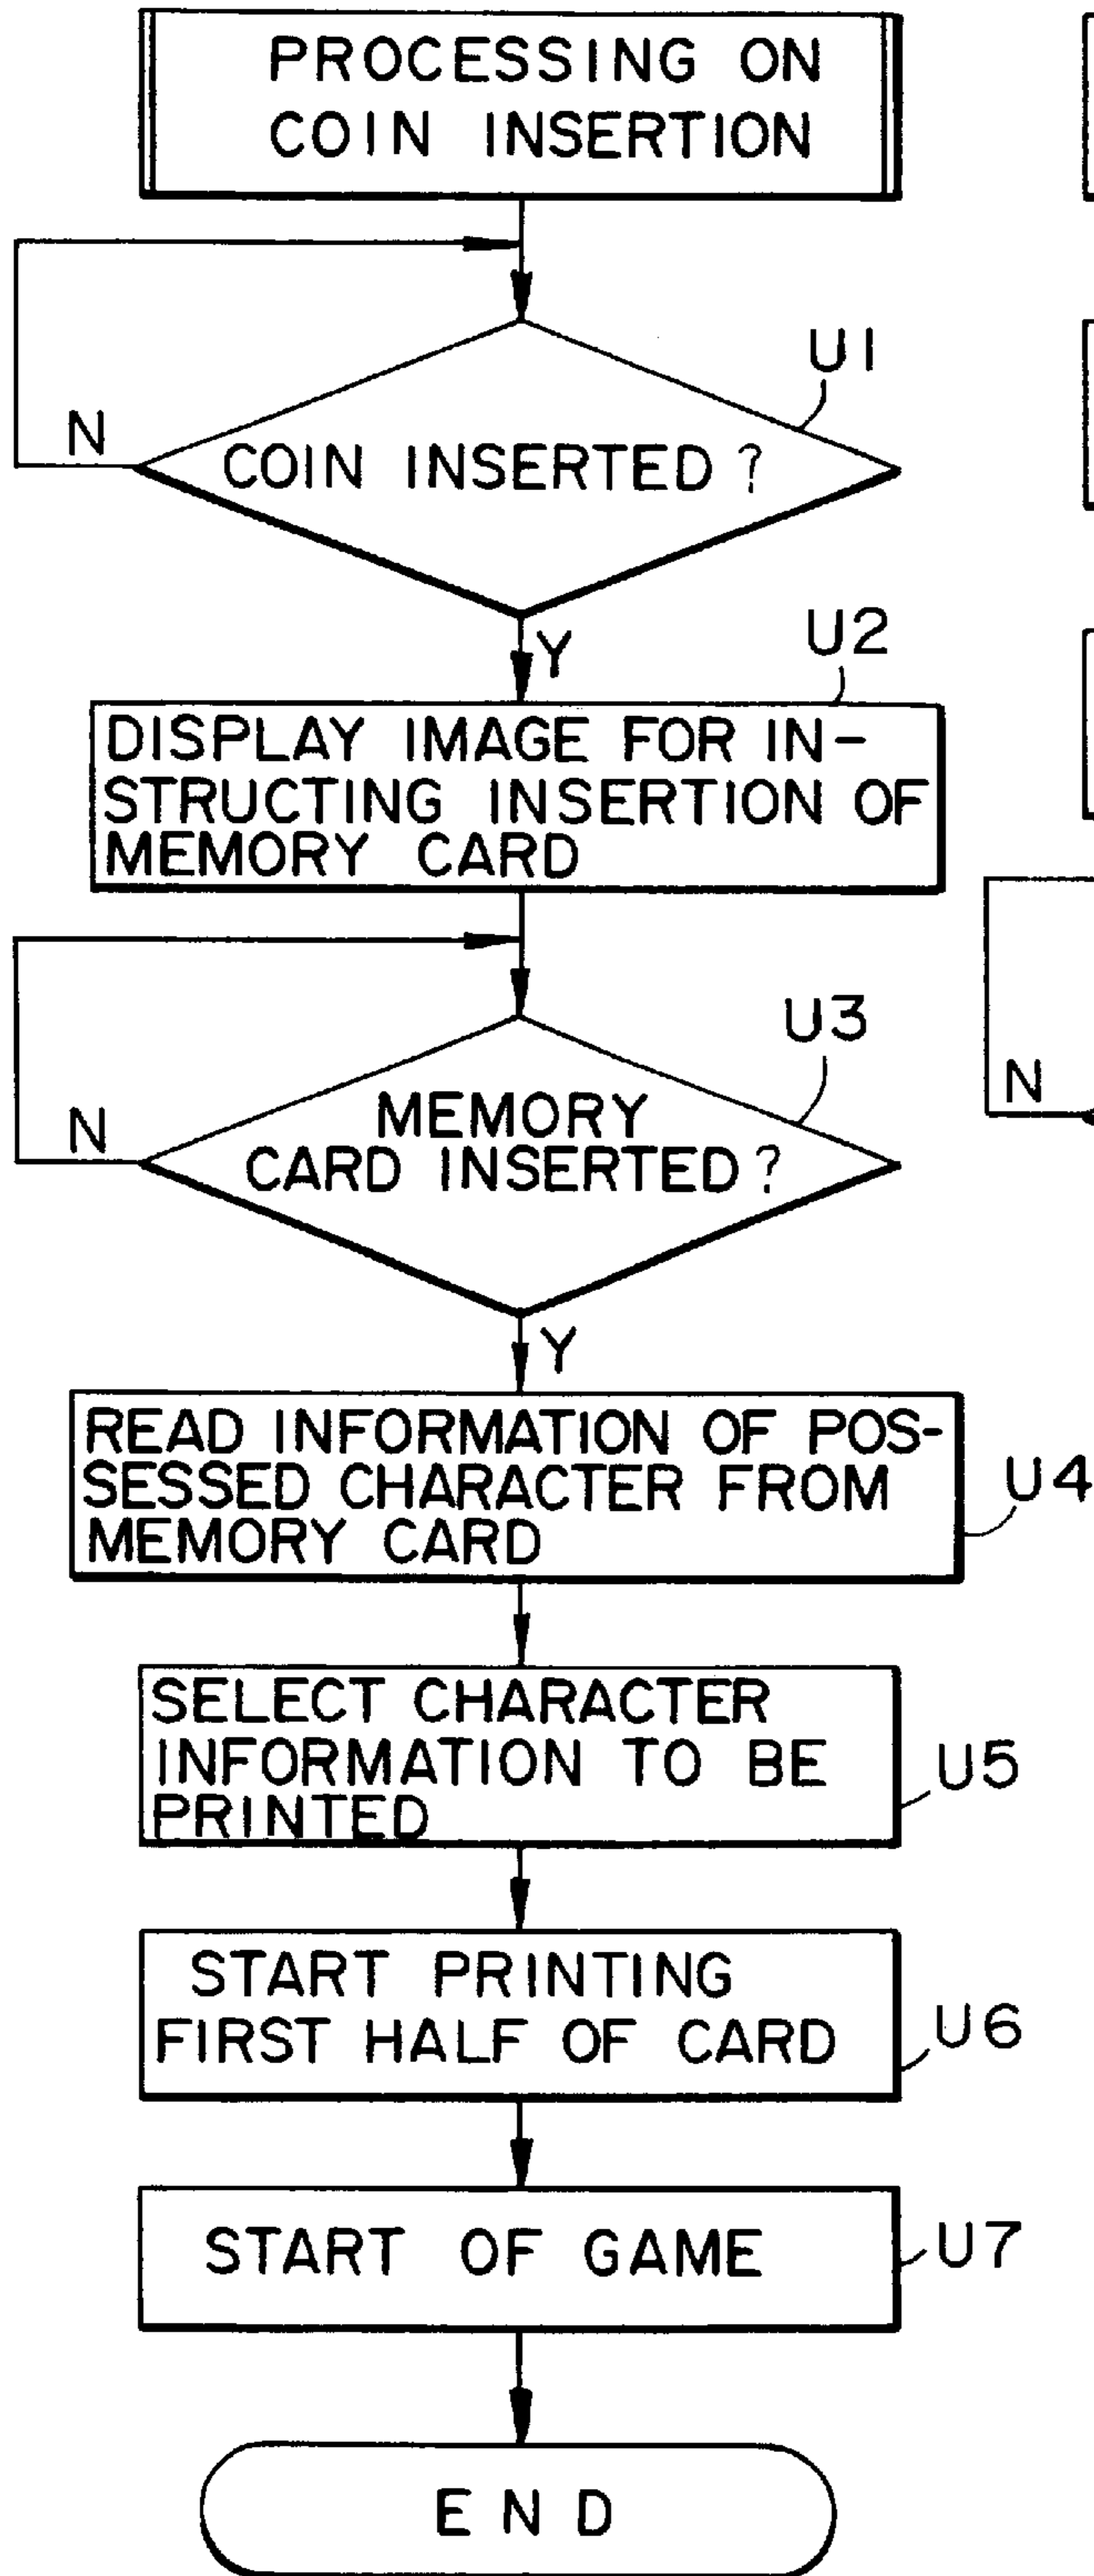 PROCESSING ON
COIN INSERTION
U1
N
COIN INSERTED?
Y
U2
DISPLAY IMAGE FOR IN-
STRUCTING INSERTION OF
MEMORY CARD
U3
N
MEMORY
CARD INSERTED?
N
Y
READ INFORMATION OF POS-
SESSED CHARACTER FROM
MEMORY CARD
U4
SELECT CHARACTER
INFORMATION TO BE
PRINTED
U5
START PRINTING
FIRST HALF OF CARD
U6
START OF GAME
U7
END